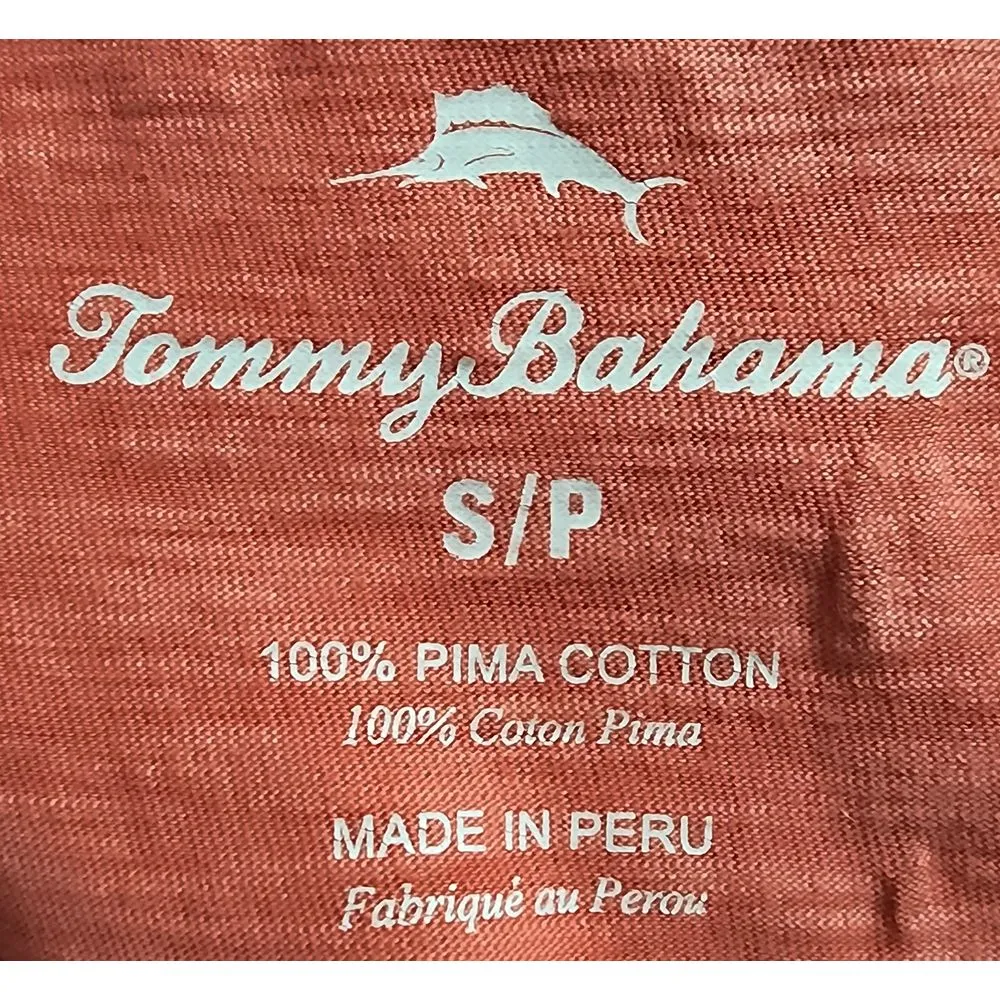 Tommy Bahama®
S/P
100% PIMA COTTON
100% Coton Pima
MADE IN PERU
Fabriqué au Perou